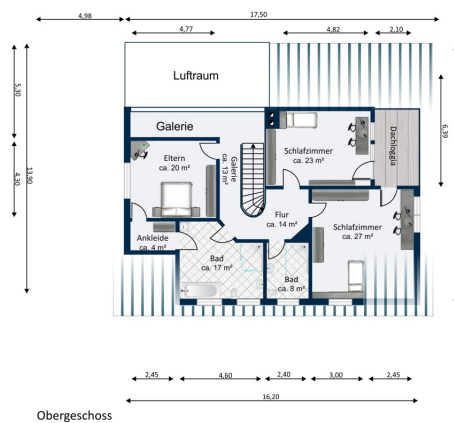 4,98
17,50
4,77
4,82
2,10
Luftraum
5,30
13,90
4,30
6,39
Galerie
Galerie
ca. 13 m²
Schlafzimmer
ca. 23 m²
Dachloggia
Eltern
ca. 20 m²
Flur
ca. 14 m²
Schlafzimmer
ca. 27 m²
Ankleide
ca. 4 m²
Bad
ca. 17 m²
Bad
ca. 8 m²
2,45
4,60
2,40
3,00
2,45
16,20
Obergeschoss